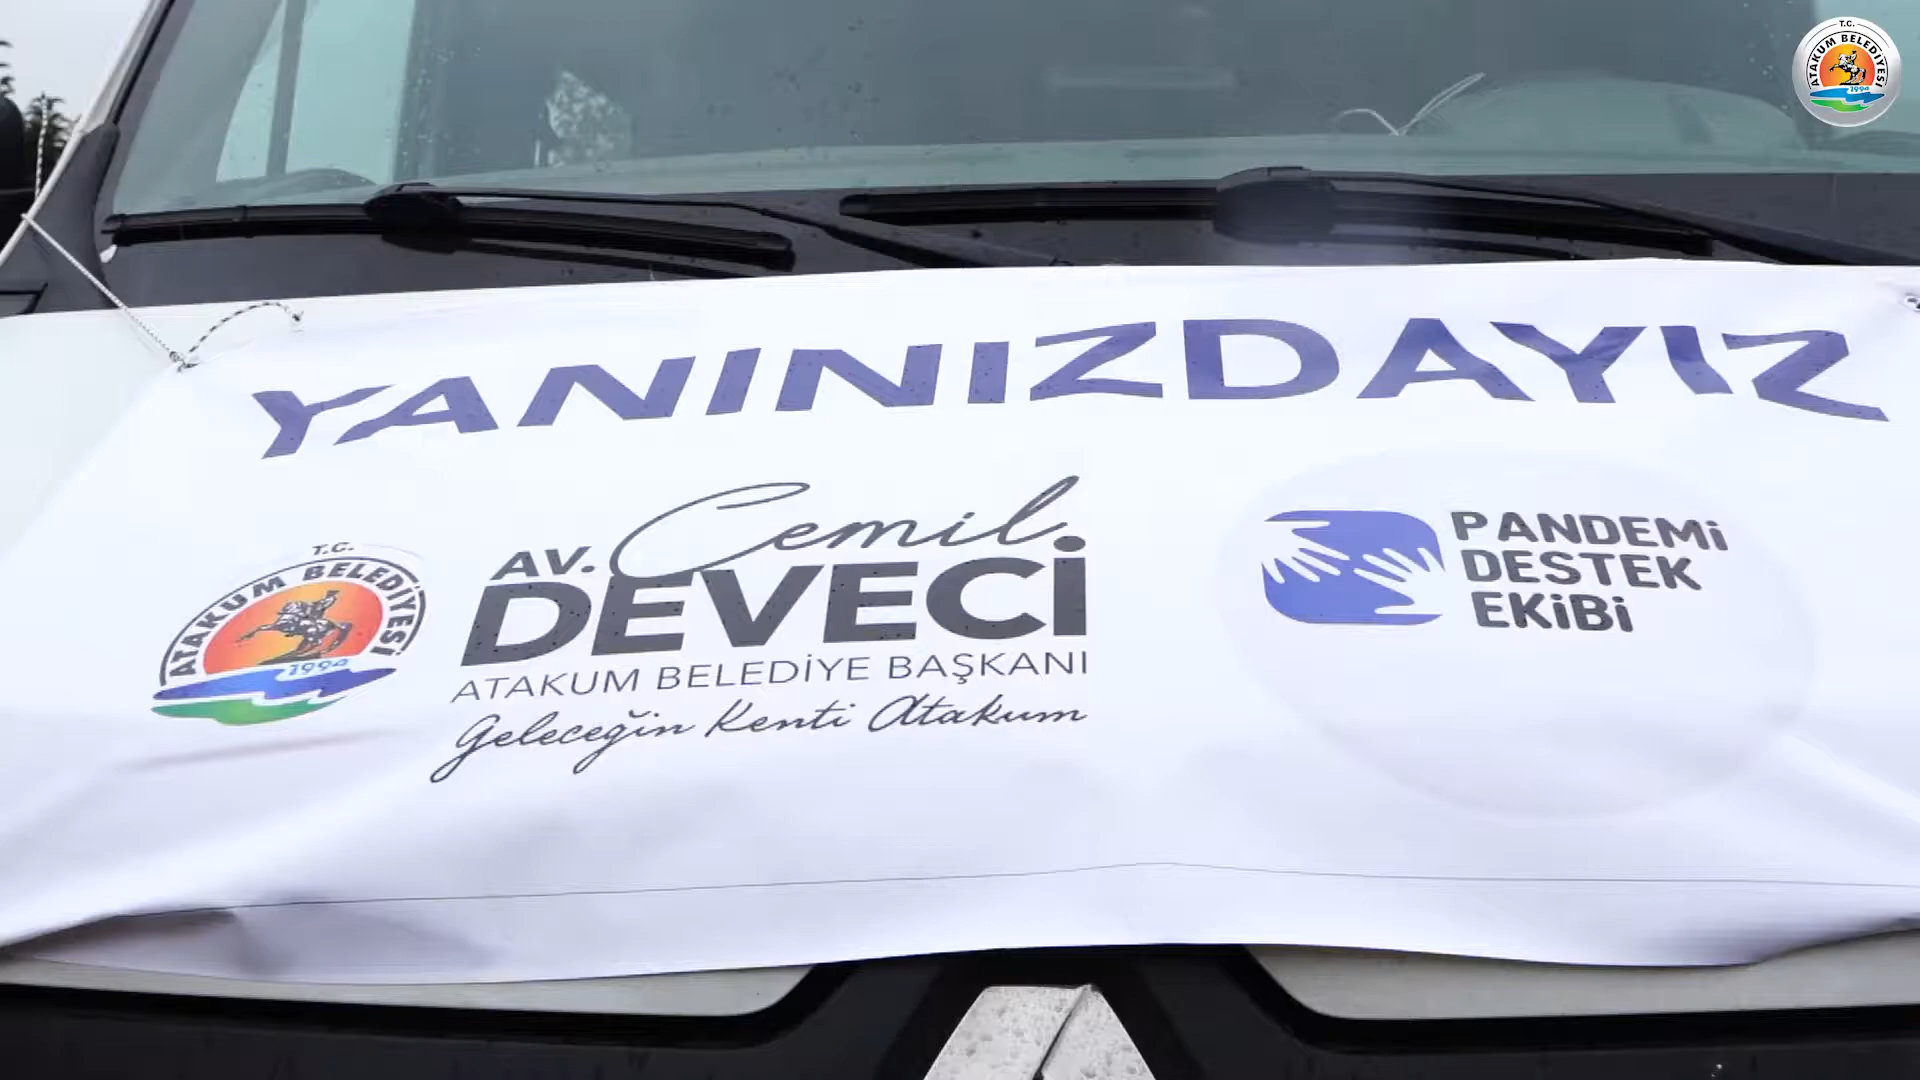 T.C.
ATAKUM BELEDİYESİ
1994
YANINIZDAYIZ
T.C.
ATAKUM BELEDİYESİ
1994
AV. Cemil
DEVECİ
ATAKUM BELEDİYE BAŞKANI
Geleceğin Kenti Atakum
PANDEMİ
DESTEK
EKİBİ